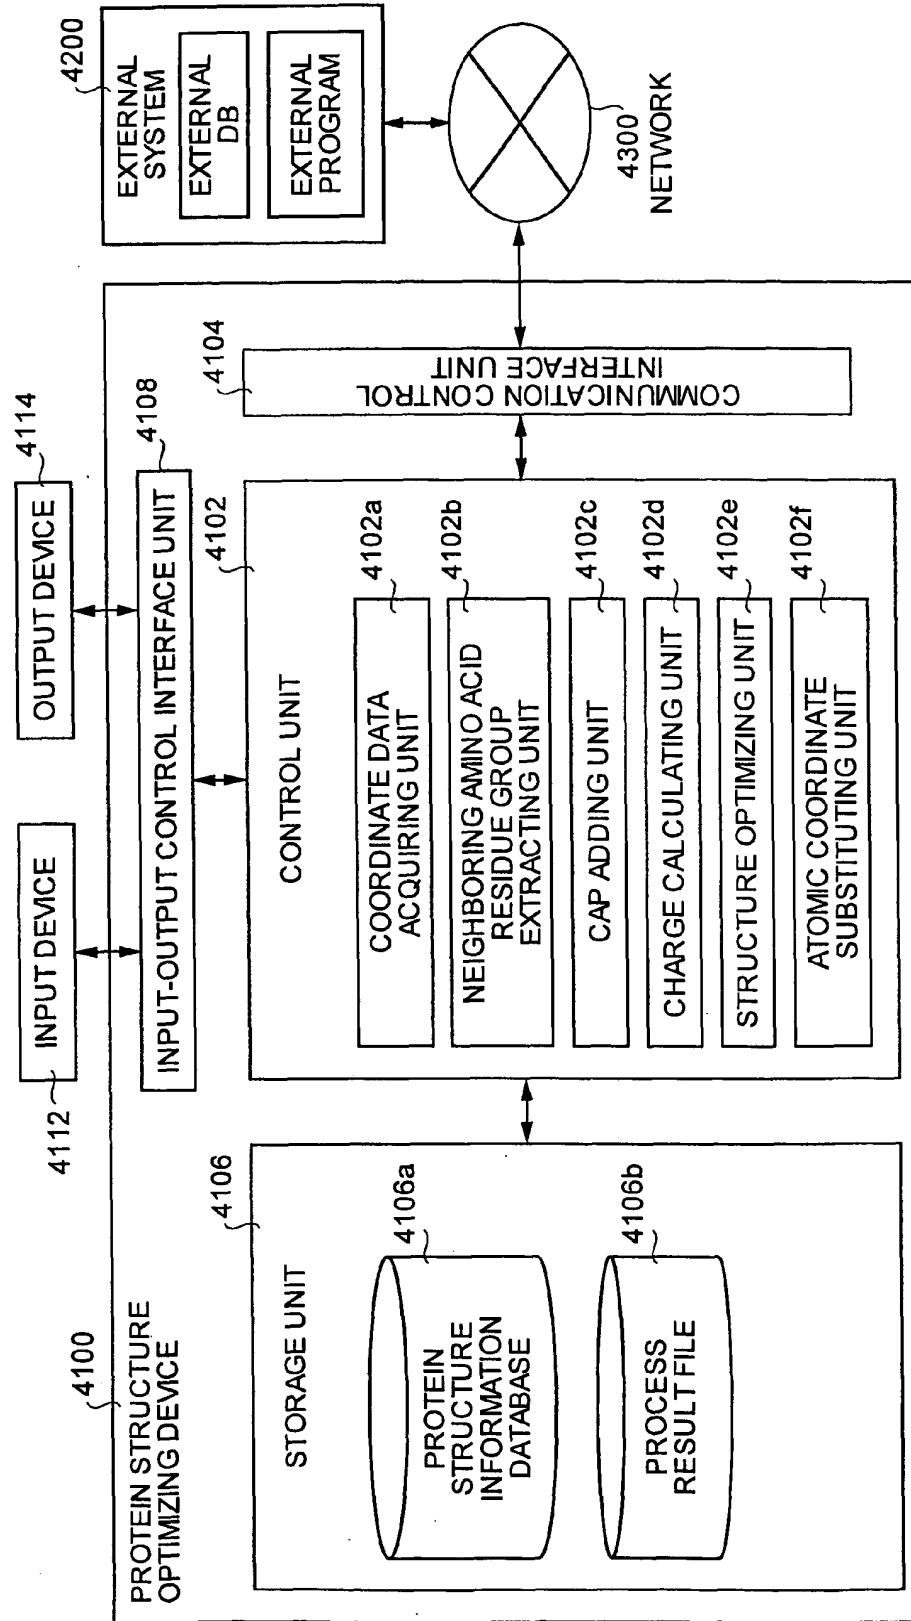 4100
PROTEIN STRUCTURE
OPTIMIZING DEVICE
4112
INPUT DEVICE
OUTPUT DEVICE
4114
INPUT-OUTPUT CONTROL INTERFACE UNIT
4108
4106
STORAGE UNIT
4106a
PROTEIN
STRUCTURE
INFORMATION
DATABASE
4106b
PROCESS
RESULT FILE
4102
CONTROL UNIT
COORDINATE DATA
ACQUIRING UNIT
4102a
NEIGHBORING AMINO ACID
RESIDUE GROUP
EXTRACTING UNIT
4102b
CAP ADDING UNIT
4102c
CHARGE CALCULATING UNIT
4102d
STRUCTURE OPTIMIZING UNIT
4102e
ATOMIC COORDINATE
SUBSTITUTING UNIT
4102f
4104
COMMUNICATION CONTROL
INTERFACE UNIT
4200
EXTERNAL
SYSTEM
EXTERNAL
DB
EXTERNAL
PROGRAM
4300
NETWORK